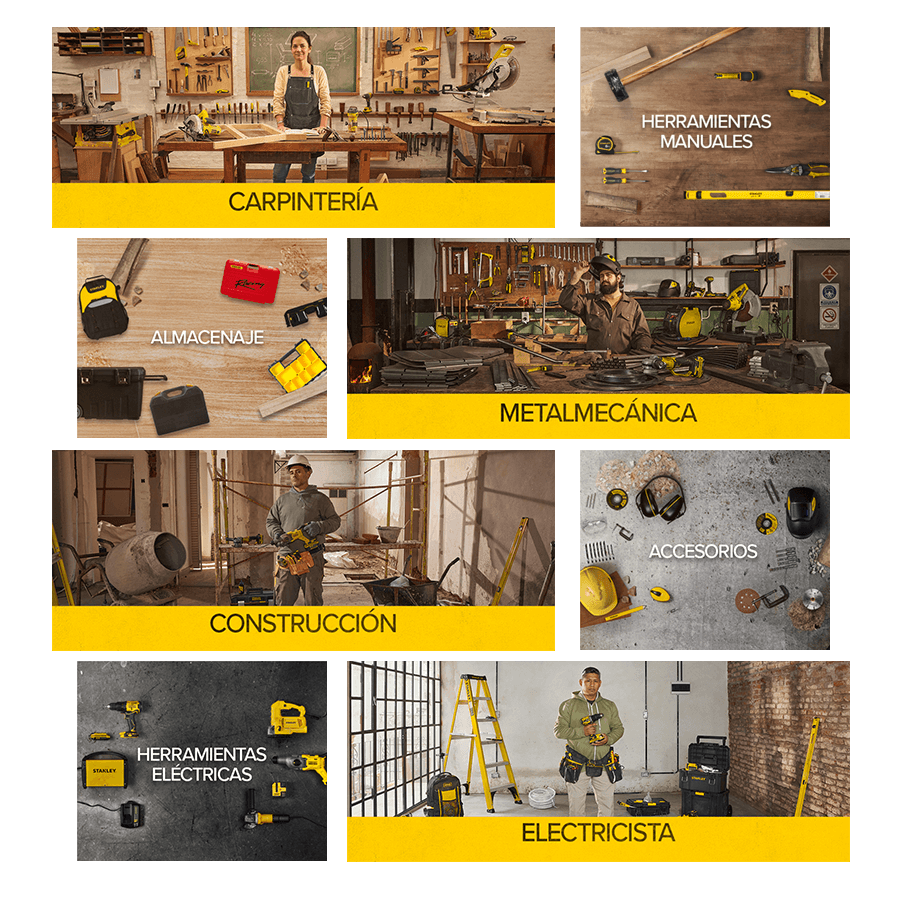 CARPINTERÍA
HERRAMIENTAS
MANUALES
ALMACENAJE
METALMECÁNICA
CONSTRUCCIÓN
ACCESORIOS
HERRAMIENTAS
ELÉCTRICAS
STANLEY
ELECTRICISTA